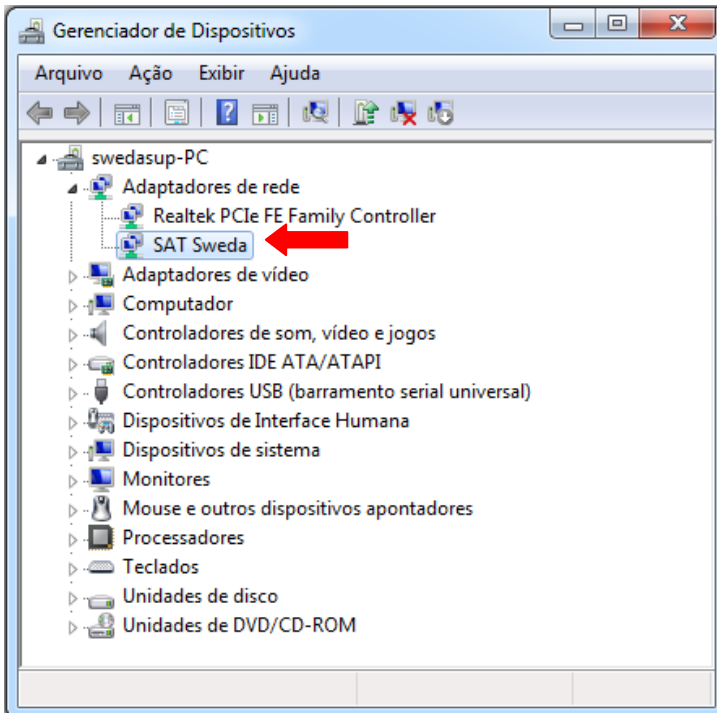 Gerenciador de Dispositivos
Arquivo Ação Exibir Ajuda
swedasup-PC
Adaptadores de rede
Realtek PCIe FE Family Controller
SAT Sweda
Adaptadores de vídeo
Computador
Controladores de som, vídeo e jogos
Controladores IDE ATA/ATAPI
Controladores USB (barramento serial universal)
Dispositivos de Interface Humana
Dispositivos de sistema
Monitores
Mouse e outros dispositivos apontadores
Processadores
Teclados
Unidades de disco
Unidades de DVD/CD-ROM